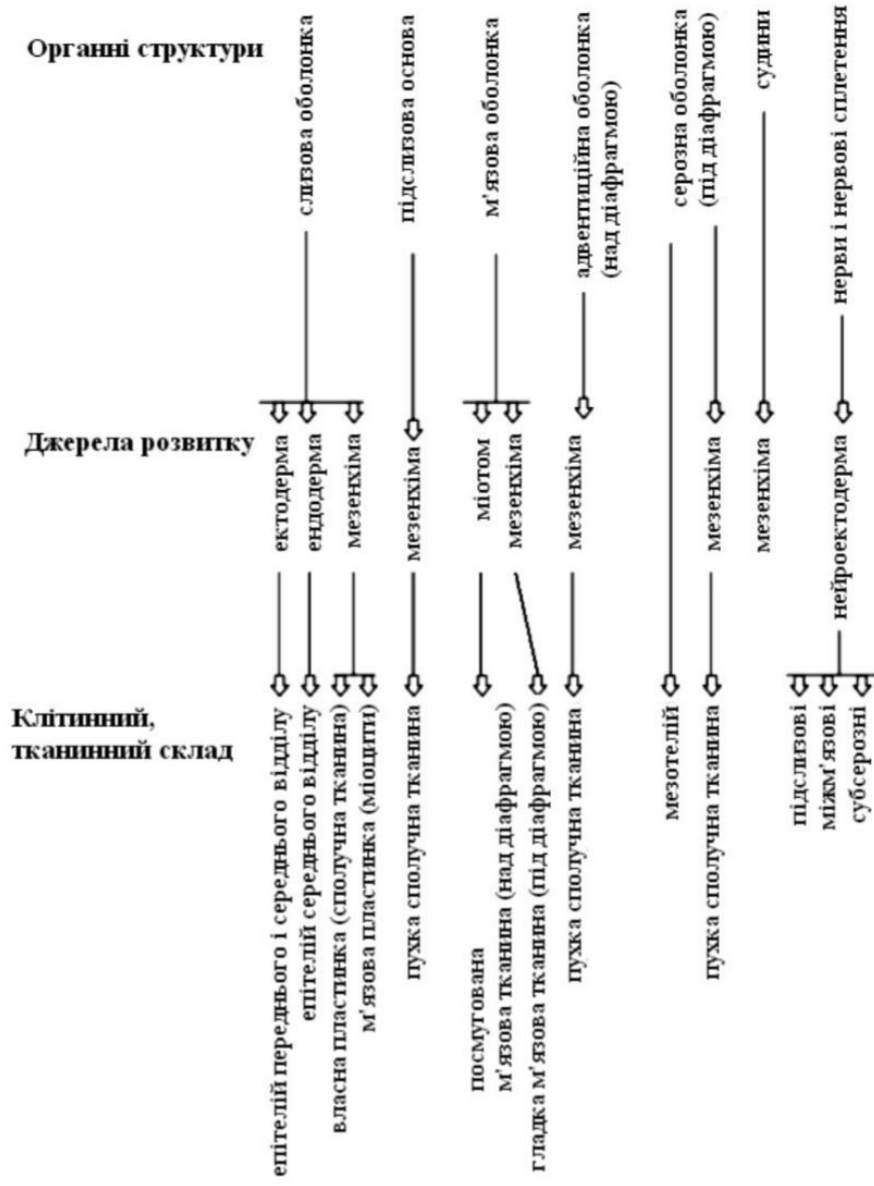 Органні структури
слизова оболонка
підслизова основа
м'язова оболонка
адвентиційна оболонка
(над діафрагмою)
серозна оболонка
(під діафрагмою)
судини
нерви і нервові сплетення
Джерела розвитку
ектодерма
ендодерма
мезенхіма
мезенхіма
міотом
мезенхіма
мезенхіма
мезенхіма
мезенхіма
нейроектодерма
Клітинний,
тканинний склад
епітелій переднього і середнього відділу
епітелій середнього відділу
власна пластинка (сполучна тканина)
м'язова пластинка (міоцити)
пухка сполучна тканина
посмугована
м'язова тканина (над діафрагмою)
гладка м'язова тканина (під діафрагмою)
пухка сполучна тканина
мезотелій
пухка сполучна тканина
підслизові
міжм'язові
субсерозні